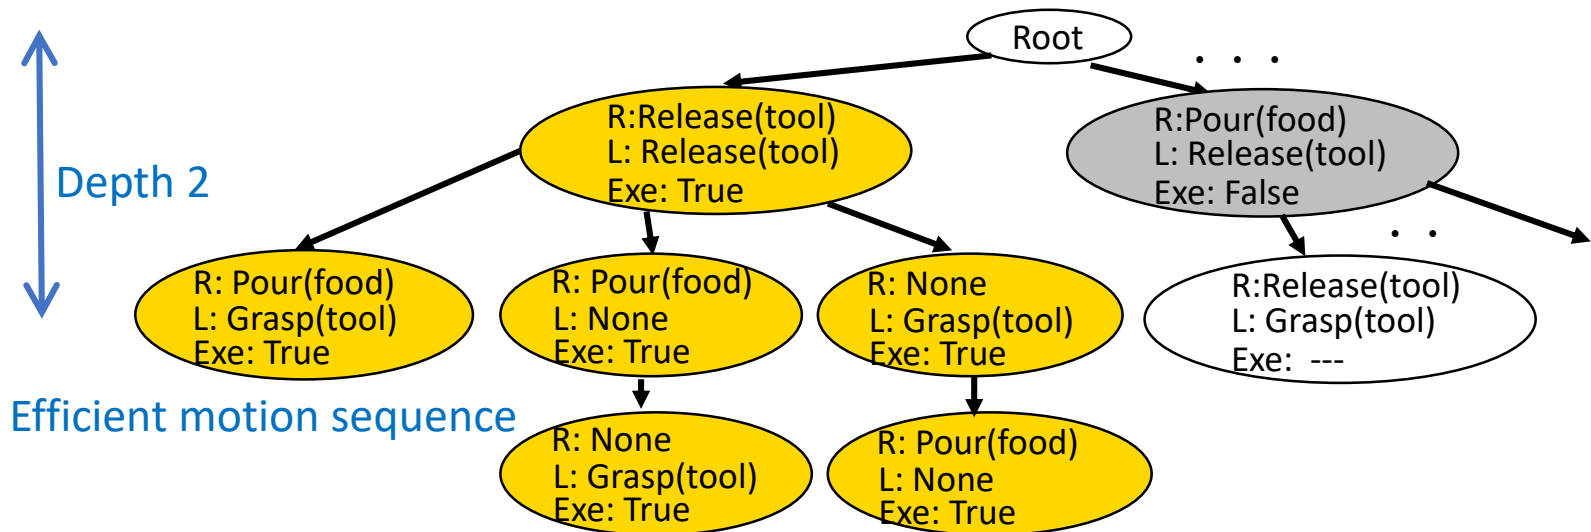 Root
. . .
R:Release(tool)
L: Release(tool)
Exe: True
R:Pour(food)
L: Release(tool)
Exe: False
Depth 2
. .
R: Pour(food)
L: Grasp(tool)
Exe: True
R: Pour(food)
L: None
Exe: True
R: None
L: Grasp(tool)
Exe: True
R:Release(tool)
L: Grasp(tool)
Exe: ---
Efficient motion sequence
R: None
L: Grasp(tool)
Exe: True
R: Pour(food)
L: None
Exe: True